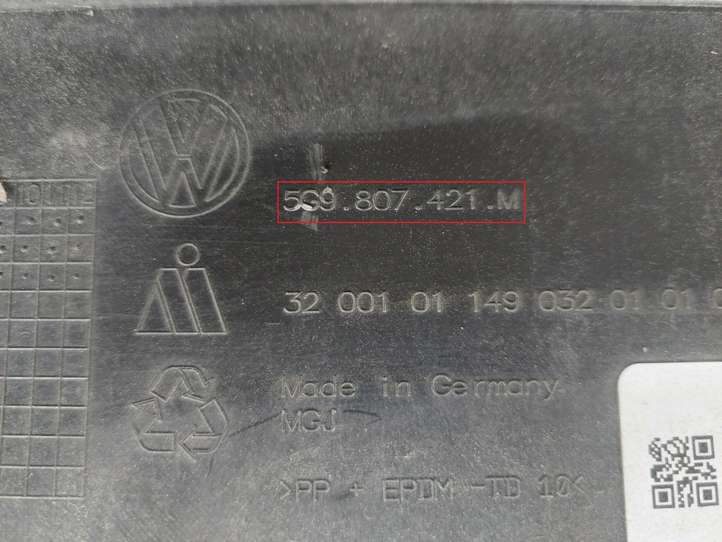 5G9.807.421.M
32 001 01 149 032 01 01
Made in Germany
MGJ
>PP + EPDM -TD 10<